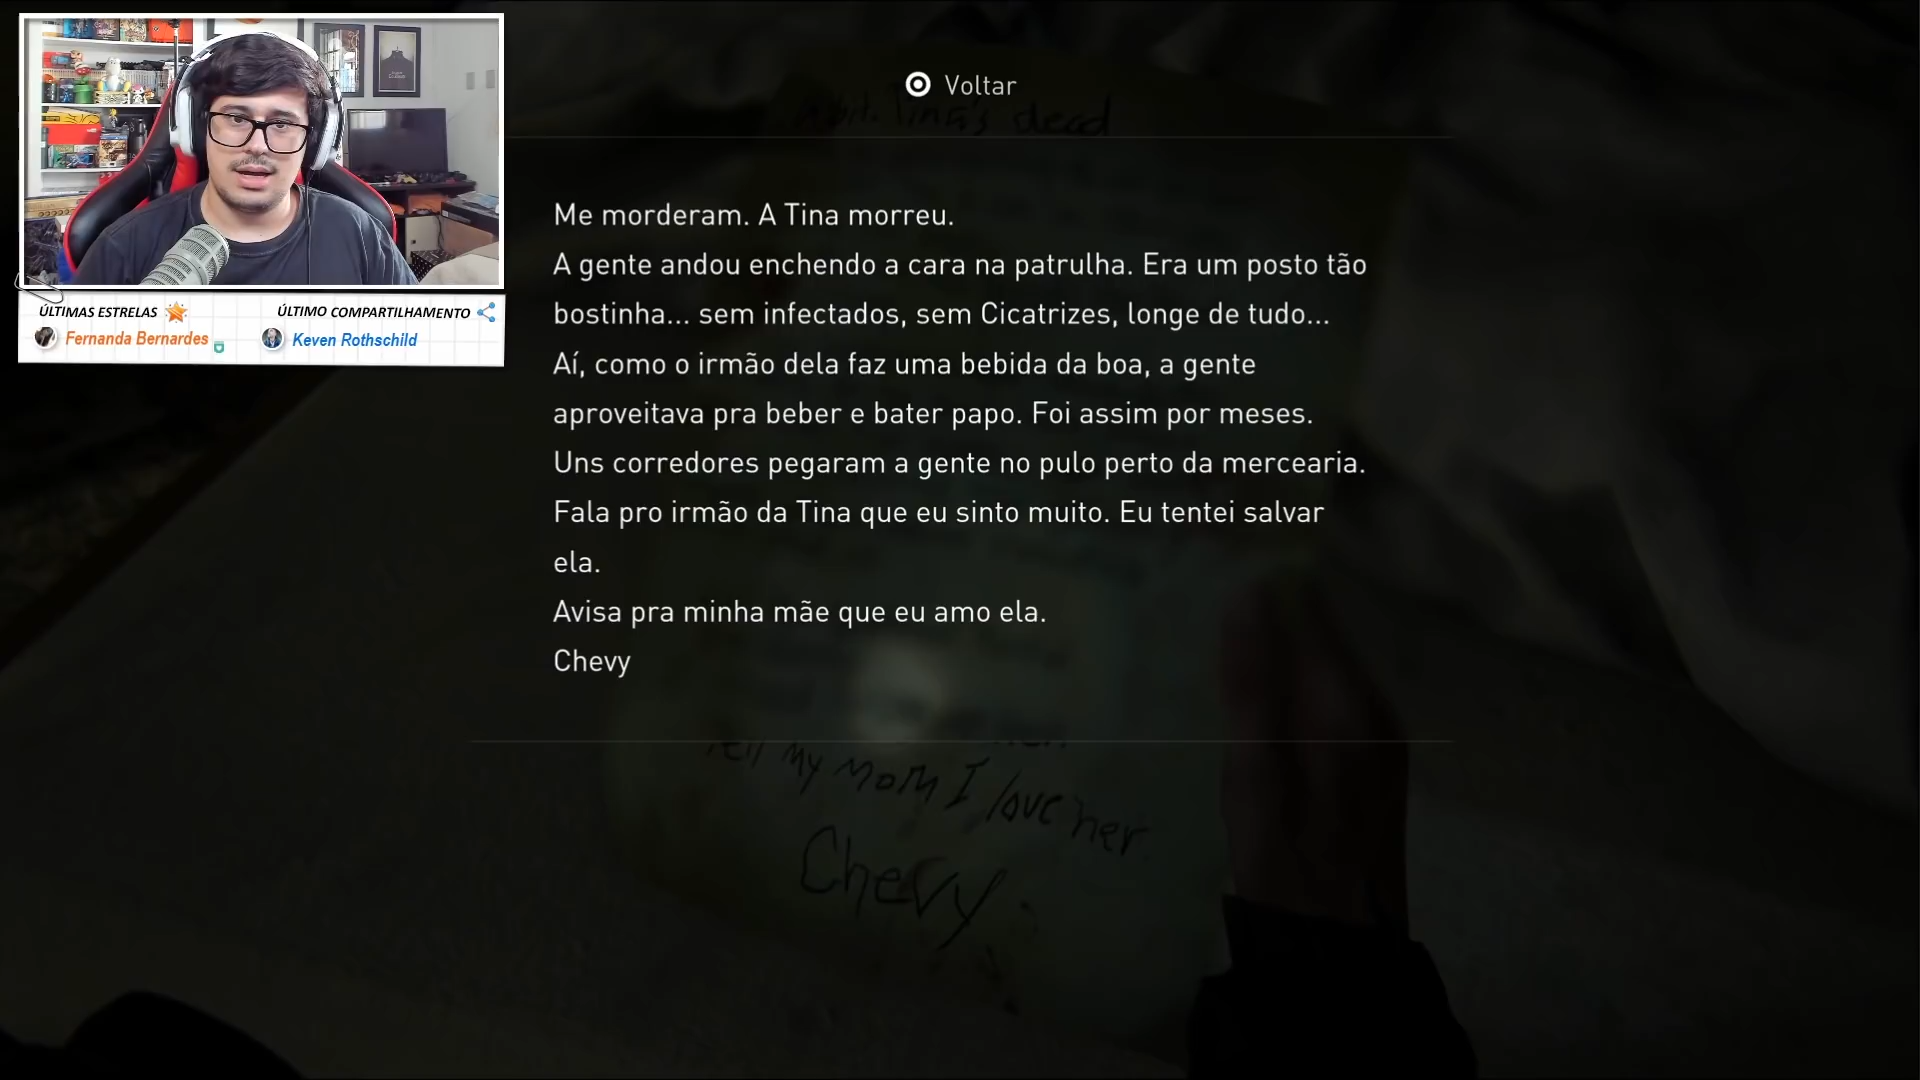 Voltar
Tina's dead
Me morderam. A Tina morreu.
A gente andou enchendo a cara na patrulha. Era um posto tão
bostinha... sem infectados, sem Cicatrizes, longe de tudo...
Aí, como o irmão dela faz uma bebida da boa, a gente
aproveitava pra beber e bater papo. Foi assim por meses.
Uns corredores pegaram a gente no pulo perto da mercearia.
Fala pro irmão da Tina que eu sinto muito. Eu tentei salvar
ela.
Avisa pra minha mãe que eu amo ela.
Chevy
Tell my mom I love her
Chevy
ÚLTIMAS ESTRELAS
Fernanda Bernardes
ÚLTIMO COMPARTILHAMENTO
Keven Rothschild